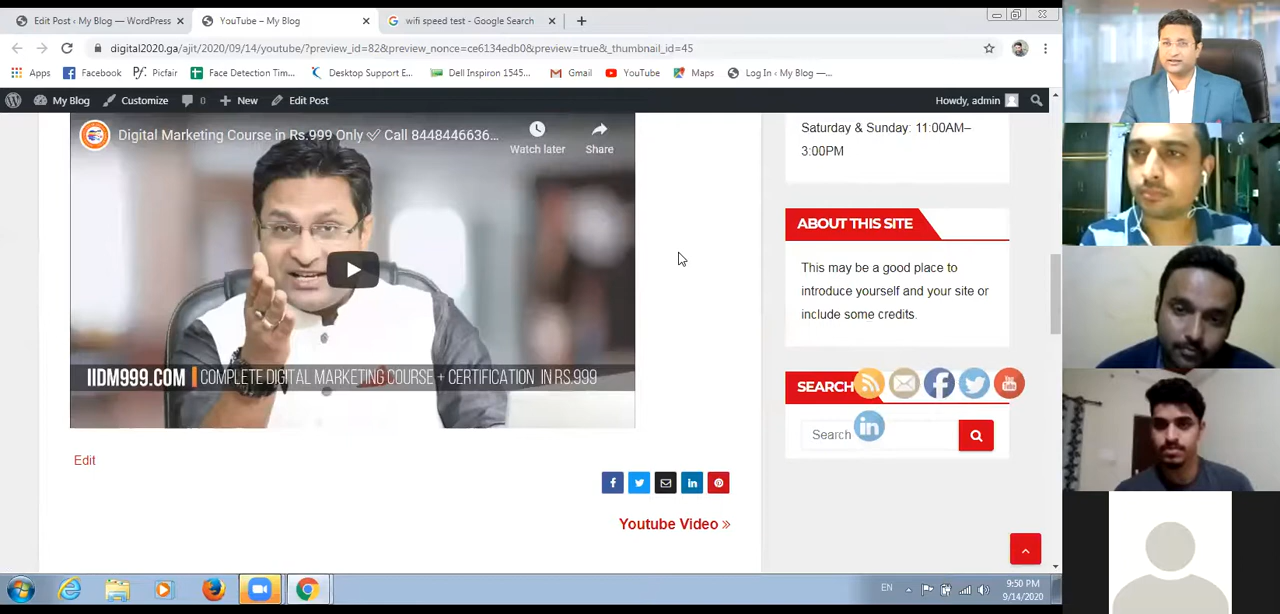 Edit Post ‹ My Blog — WordPress
YouTube – My Blog
wifi speed test - Google Search
digital2020.ga/ajit/2020/09/14/youtube/?preview_id=82&preview_nonce=ce6134edb0&preview=true&_thumbnail_id=45
Apps Facebook Picfair Face Detection Tim... Desktop Support E... Dell Inspiron 1545... Gmail YouTube Maps Log In ‹ My Blog —...
My Blog Customize 0 New Edit Post Howdy, admin
Digital Marketing Course in Rs.999 Only ✅ Call 8448446636...
Watch later Share
IIDM999.COM | COMPLETE DIGITAL MARKETING COURSE + CERTIFICATION IN RS.999
Edit
Youtube Video »
Saturday & Sunday: 11:00AM–
3:00PM
ABOUT THIS SITE
This may be a good place to
introduce yourself and your site or
include some credits.
SEARCH
You
Tube
Search
EN
9:50 PM
9/14/2020